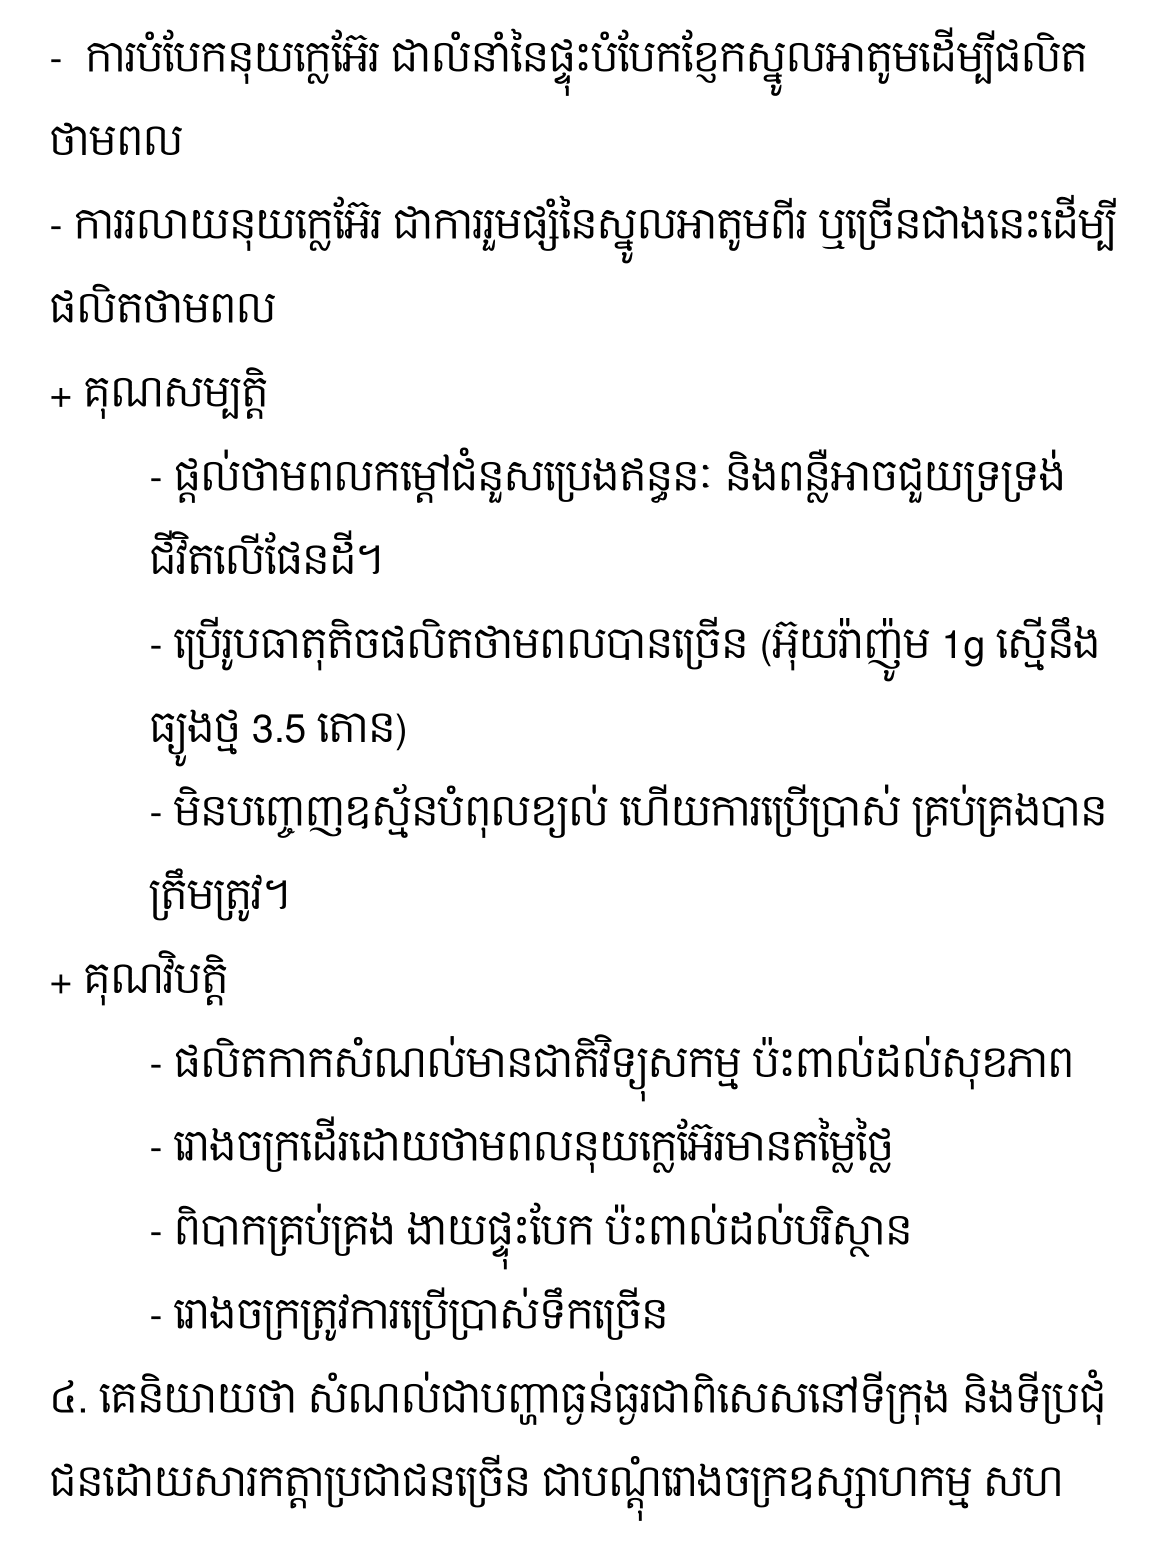 -  ការបំបែកនុយក្លេអ៊ែរ ជាលំនាំនៃផ្ទុះបំបែកខ្ញែកស្នូលអាតូមដើម្បីផលិត
ថាមពល
- ការរលាយនុយក្លេអ៊ែរ ជាការរួមផ្សំនៃស្នូលអាតូមពីរ ឬច្រើនជាងនេះដើម្បី
ផលិតថាមពល
+ គុណសម្បត្តិ
- ផ្តល់ថាមពលកម្តៅជំនួសប្រេងឥន្ធនៈ និងពន្លឺអាចជួយទ្រទ្រង់
ជីវិតលើផែនដី។
- ប្រើរូបធាតុតិចផលិតថាមពលបានច្រើន (អ៊ុយរ៉ាញ៉ូម 1g ស្មើនឹង
ធ្យូងថ្ម 3.5 តោន)
- មិនបញ្ចេញឧស្ម័នបំពុលខ្យល់ ហើយការប្រើប្រាស់ គ្រប់គ្រងបាន
ត្រឹមត្រូវ។
+ គុណវិបត្តិ
- ផលិតកាកសំណល់មានជាតិវិទ្យុសកម្ម ប៉ះពាល់ដល់សុខភាព
- រោងចក្រដើរដោយថាមពលនុយក្លេអ៊ែរមានតម្លៃថ្លៃ
- ពិបាកគ្រប់គ្រង ងាយផ្ទុះបែក ប៉ះពាល់ដល់បរិស្ថាន
- រោងចក្រត្រូវការប្រើប្រាស់ទឹកច្រើន
៤. គេនិយាយថា សំណល់ជាបញ្ហាធ្ងន់ធ្ងរជាពិសេសនៅទីក្រុង និងទីប្រជុំ
ជនដោយសារកត្តាប្រជាជនច្រើន ជាបណ្តុំរោងចក្រឧស្សាហកម្ម សហ